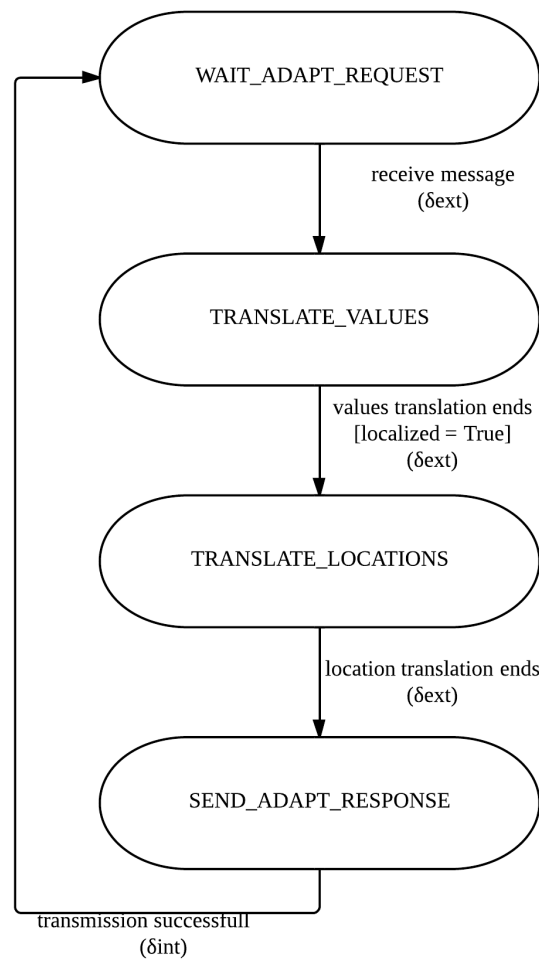 WAIT_ADAPT_REQUEST
receive message
(δext)
TRANSLATE_VALUES
values translation ends
[localized = True]
(δext)
TRANSLATE_LOCATIONS
location translation ends
(δext)
SEND_ADAPT_RESPONSE
transmission successfull
(δint)